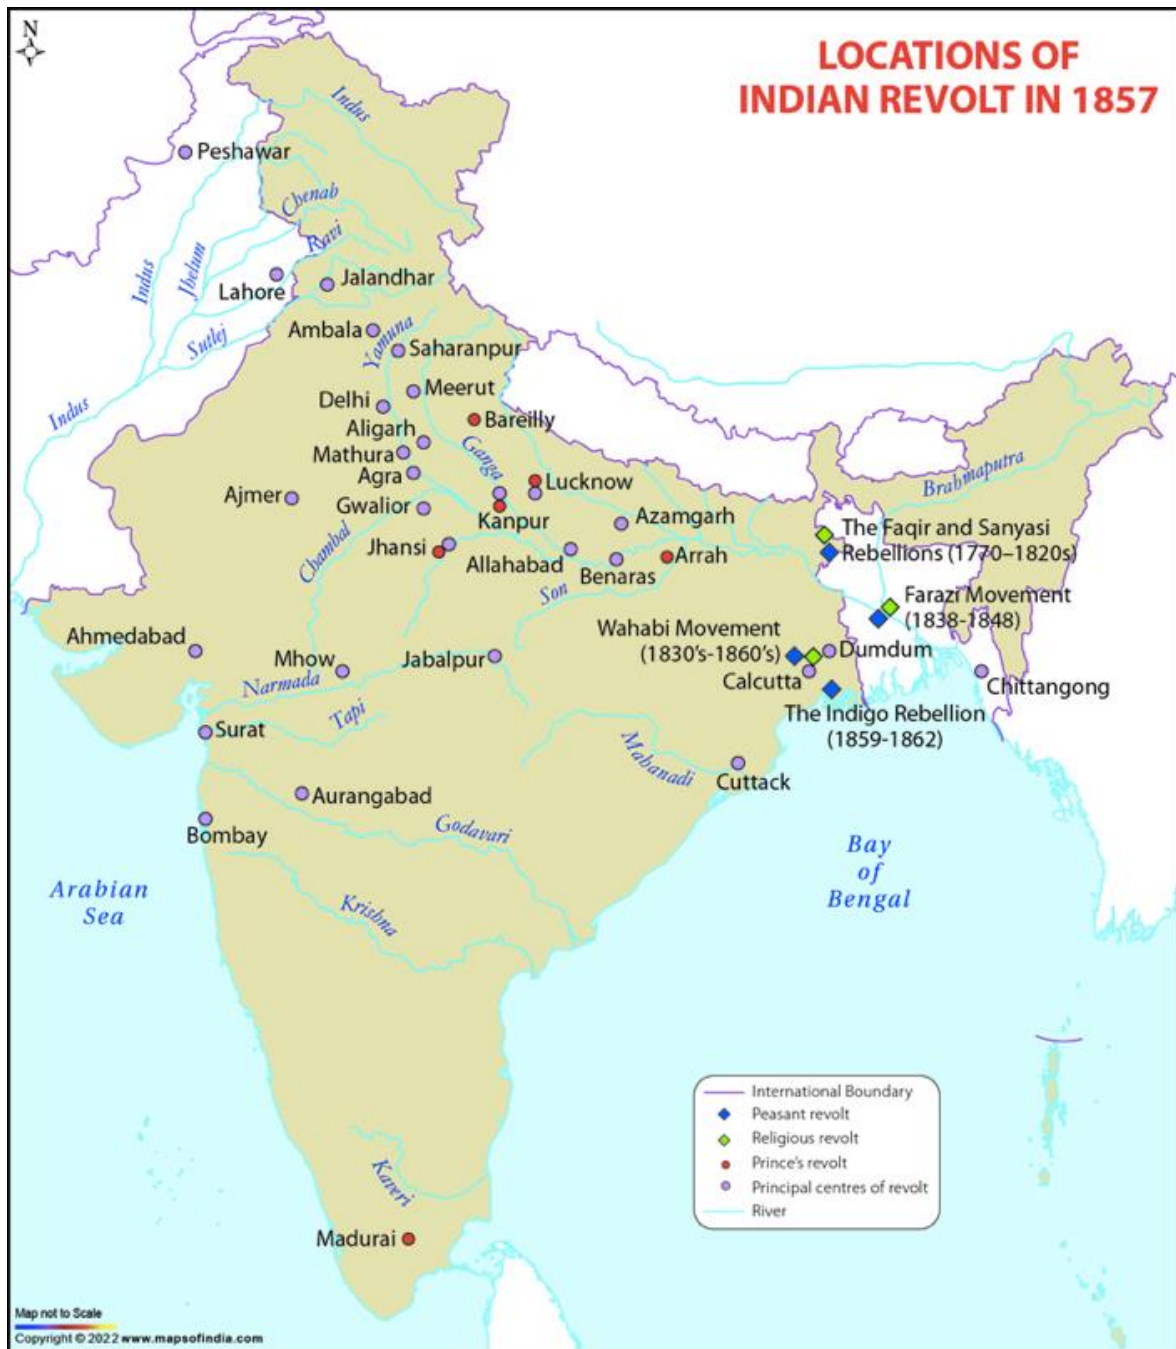 N
LOCATIONS OF
INDIAN REVOLT IN 1857
Indus
Peshawar
Chenab
Ravi
Jhelum
Indus
Lahore
Jalandhar
Sutlej
Ambala
Yamuna
Saharanpur
Indus
Meerut
Delhi
Bareilly
Aligarh
Mathura
Ganga
Agra
Lucknow
Brahmaputra
Ajmer
Gwalior
Kanpur
Azamgarh
The Faqir and Sanyasi
Rebellions (1770–1820s)
Chambal
Jhansi
Allahabad
Benaras
Arrah
Son
Farazi Movement
(1838-1848)
Ahmedabad
Wahabi Movement
(1830's-1860's)
Dumdum
Mhow
Jabalpur
Calcutta
Chittangong
Narmada
Tapi
Surat
The Indigo Rebellion
(1859-1862)
Mahanadi
Cuttack
Aurangabad
Bombay
Godavari
Bay
of
Bengal
Arabian
Sea
Krishna
International Boundary
Peasant revolt
Religious revolt
Prince's revolt
Principal centres of revolt
River
Kaveri
Madurai
Map not to Scale
Copyright © 2022 www.mapsofindia.com